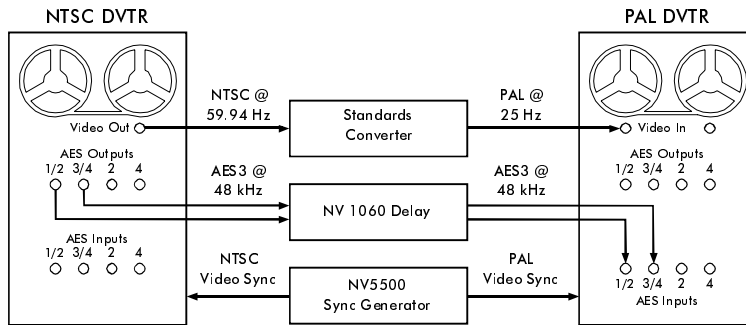 NTSC DVTR
PAL DVTR
NTSC @
59.94 Hz
Standards
Converter
PAL @
25 Hz
Video Out
Video In
AES Outputs
1/2 3/4 2 4
AES3 @
48 kHz
NV 1060 Delay
AES3 @
48 kHz
AES Outputs
1/2 3/4 2 4
AES Inputs
1/2 3/4 2 4
NTSC
Video Sync
NV5500
Sync Generator
PAL
Video Sync
1/2 3/4 2 4
AES Inputs